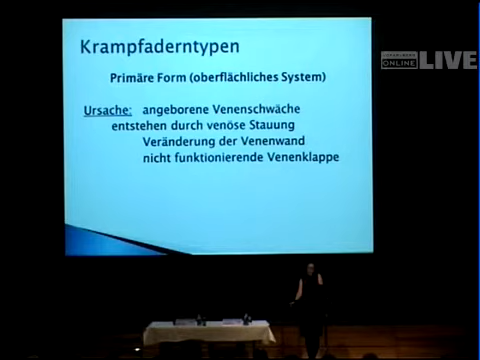 Krampfaderntypen
Primäre Form (oberflächliches System)
Ursache: angeborene Venenschwäche
entstehen durch venöse Stauung
Veränderung der Venenwand
nicht funktionierende Venenklappe
ONLINE LIVE